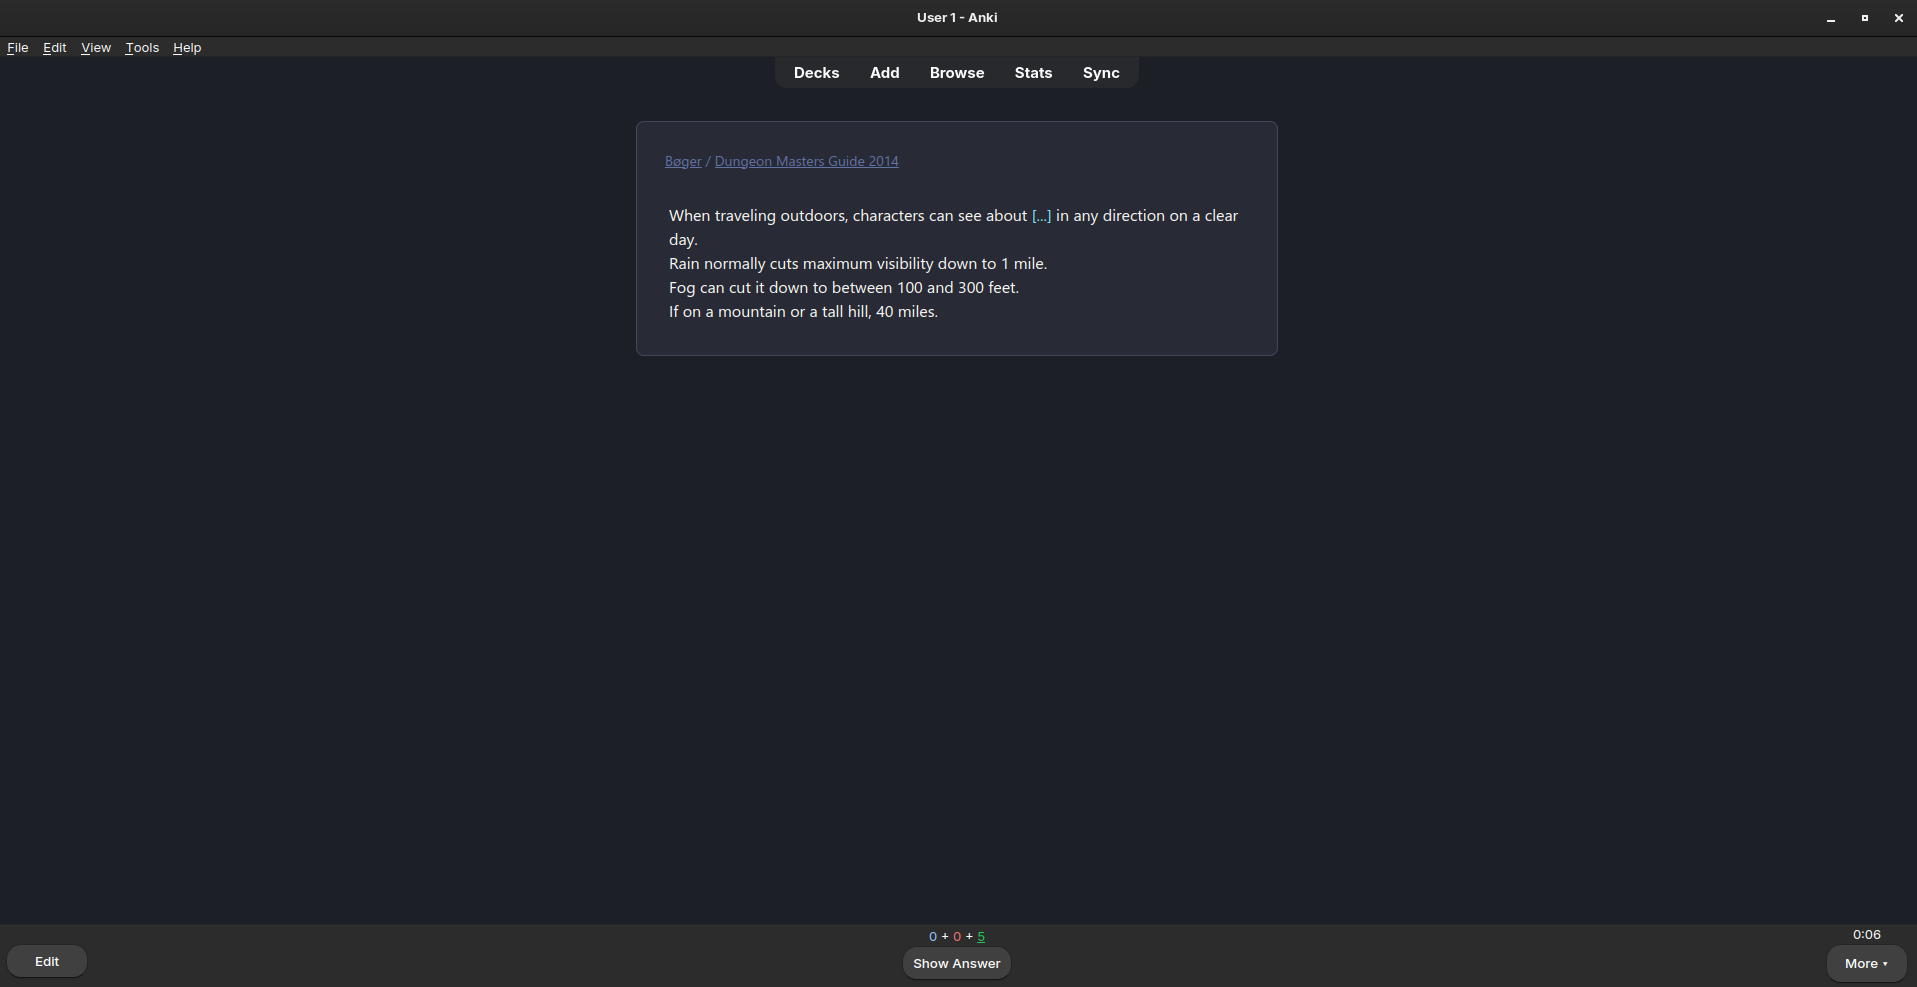 User 1 - Anki
File Edit View Tools Help
Decks Add Browse Stats Sync
Bøger / Dungeon Masters Guide 2014
When traveling outdoors, characters can see about [...] in any direction on a clear
day.
Rain normally cuts maximum visibility down to 1 mile.
Fog can cut it down to between 100 and 300 feet.
If on a mountain or a tall hill, 40 miles.
0 + 0 + 5
0:06
Edit
Show Answer
More ▾